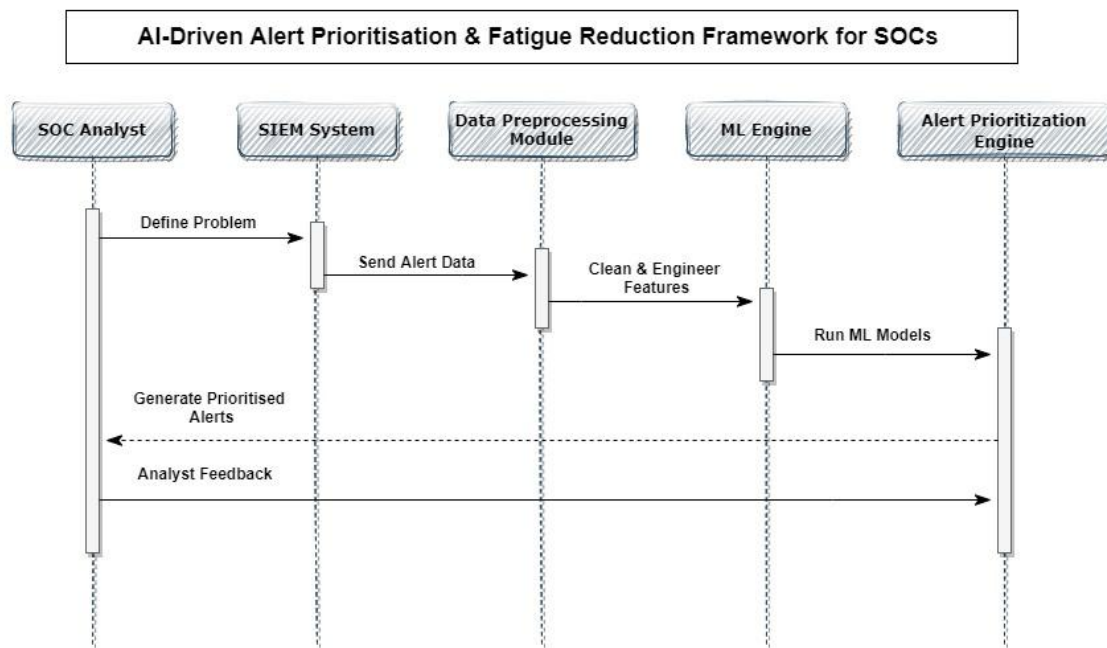 AI-Driven Alert Prioritisation & Fatigue Reduction Framework for SOCs
SOC Analyst
SIEM System
Data Preprocessing
Module
ML Engine
Alert Prioritization
Engine
Define Problem
Send Alert Data
Clean & Engineer
Features
Run ML Models
Generate Prioritised
Alerts
Analyst Feedback